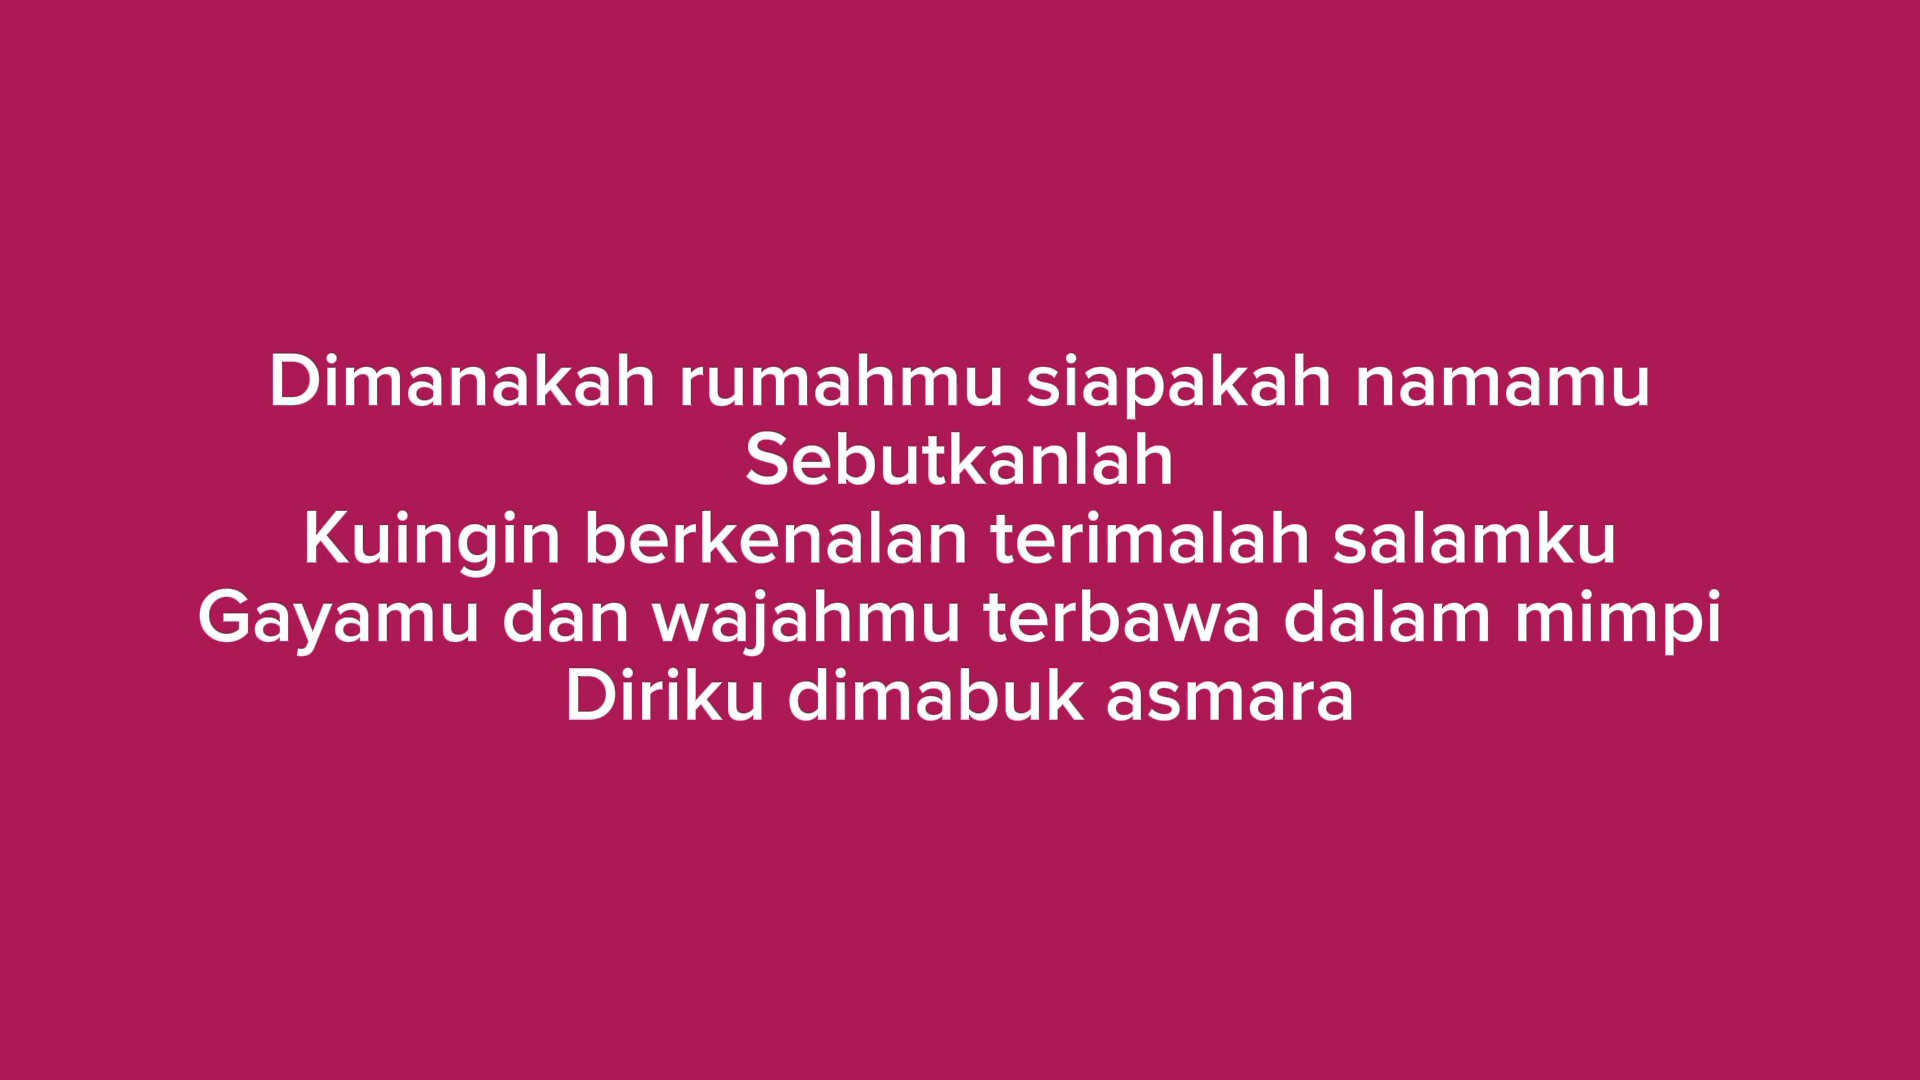 Dimanakah rumahmu siapakah namamu
Sebutkanlah
Kuingin berkenalan terimalah salamku
Gayamu dan wajahmu terbawa dalam mimpi
Diriku dimabuk asmara